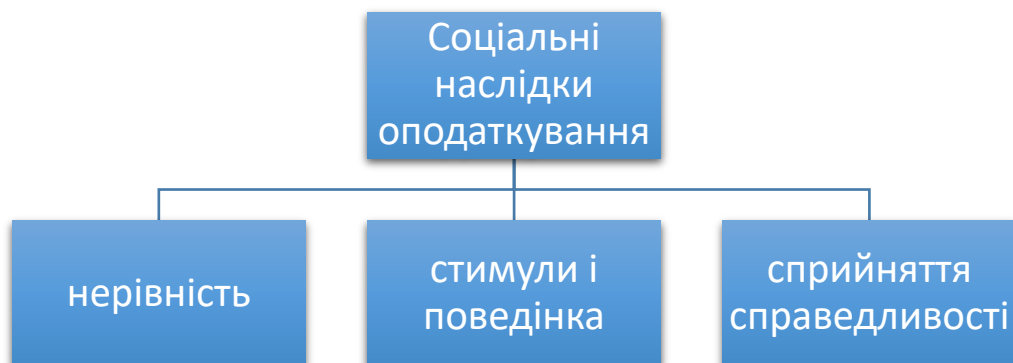 Соціальні
наслідки
оподаткування
нерівність
стимули і
поведінка
сприйняття
справедливості